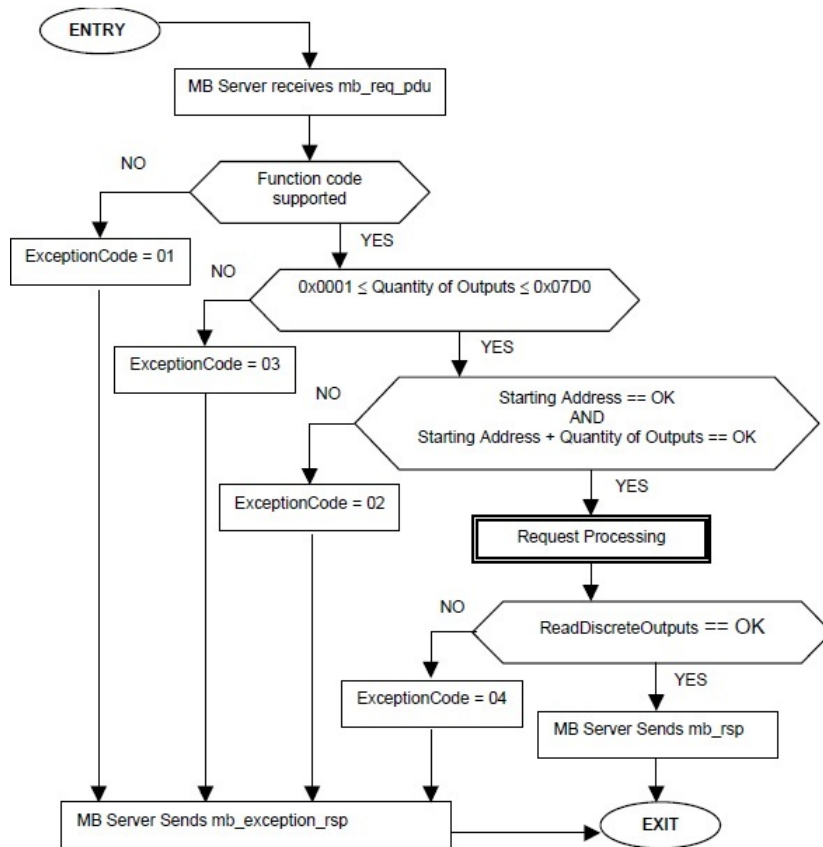 ENTRY
MB Server receives mb_req_pdu
NO
Function code
supported
YES
ExceptionCode = 01
NO
0x0001 ≤ Quantity of Outputs ≤ 0x07D0
YES
ExceptionCode = 03
NO
Starting Address == OK
AND
Starting Address + Quantity of Outputs == OK
YES
ExceptionCode = 02
Request Processing
NO
ReadDiscreteOutputs == OK
YES
ExceptionCode = 04
MB Server Sends mb_rsp
MB Server Sends mb_exception_rsp
EXIT